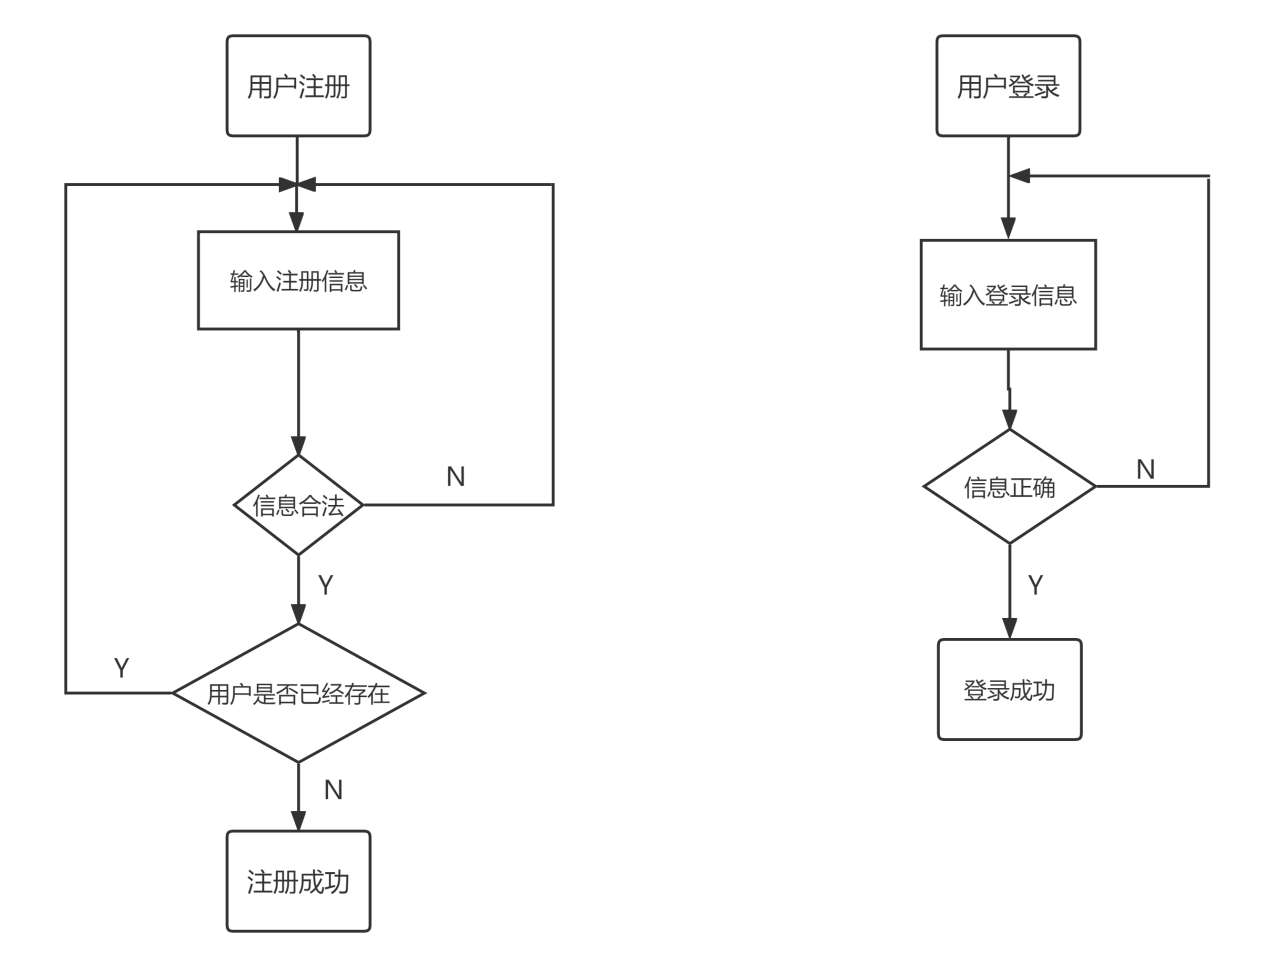 用户注册
输入注册信息
信息合法
N
Y
用户是否已经存在
Y
N
注册成功
用户登录
输入登录信息
信息正确
N
Y
登录成功